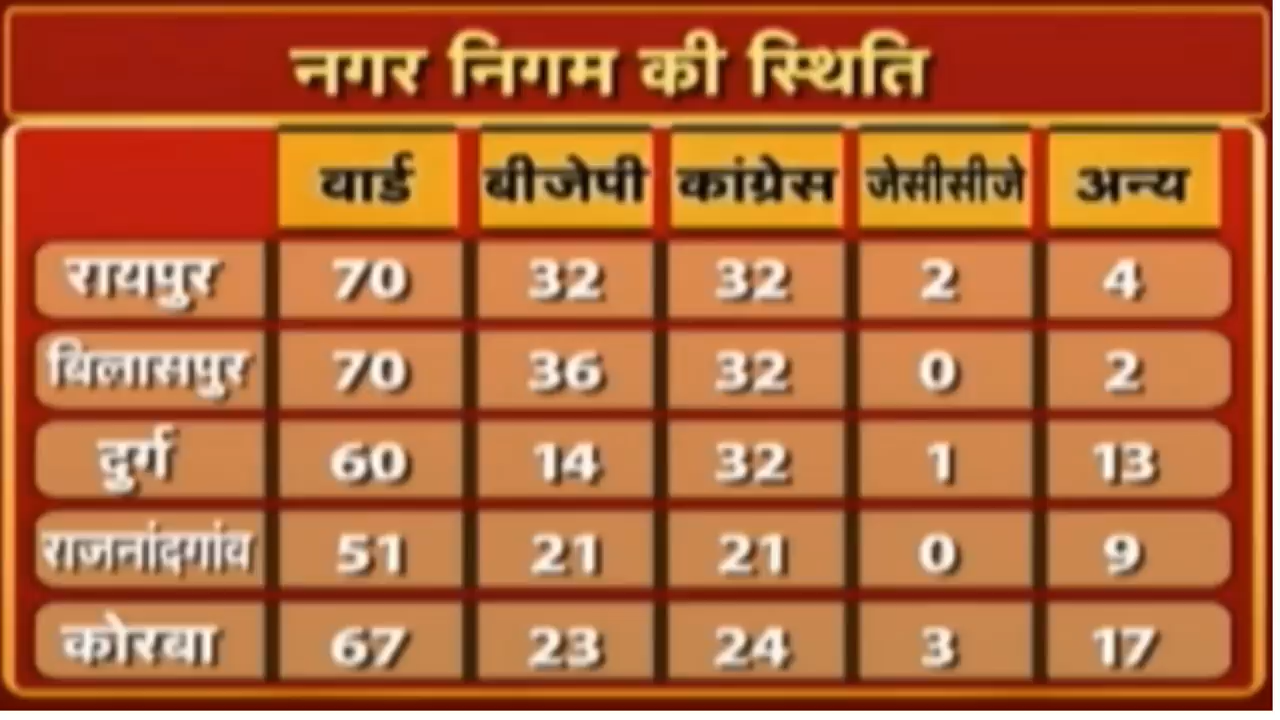 नगर निगम की स्थिति
वार्ड बीजेपी कांग्रेस जेसीसीजे अन्य
रायपुर 70 32 32 2 4
बिलासपुर 70 36 32 0 2
दुर्ग 60 14 32 1 13
राजनांदगांव 51 21 21 0 9
कोरबा 67 23 24 3 17